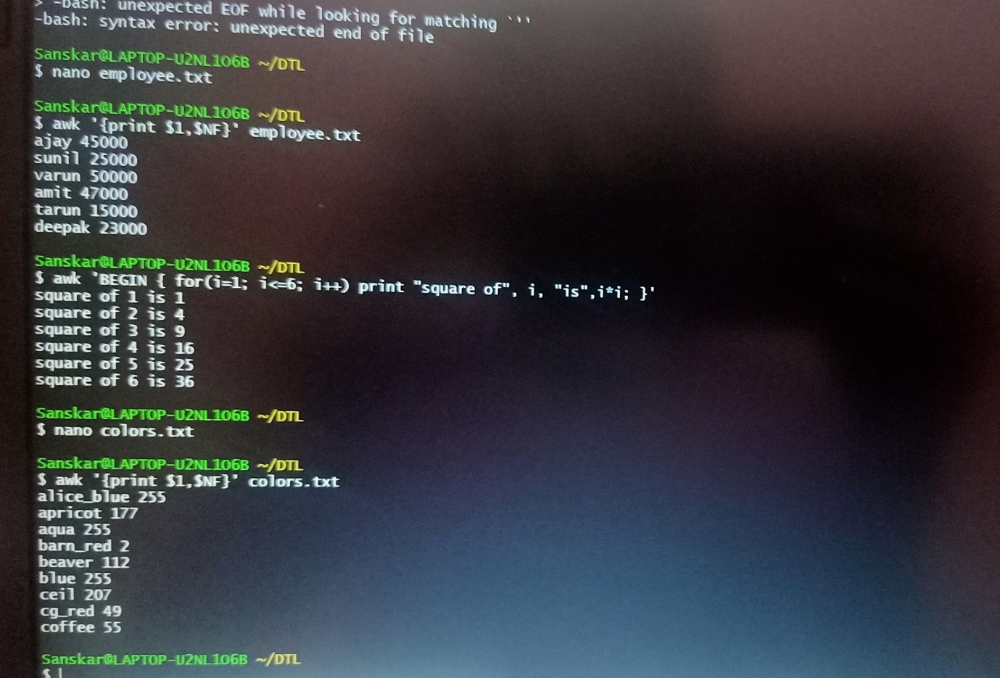 > -bash: unexpected EOF while looking for matching `''
-bash: syntax error: unexpected end of file
Sanskar@LAPTOP-U2NL1O6B ~/DTL
$ nano employee.txt
Sanskar@LAPTOP-U2NL1O6B ~/DTL
$ awk '{print $1,$NF}' employee.txt
ajay 45000
sunil 25000
varun 50000
amit 47000
tarun 15000
deepak 23000
Sanskar@LAPTOP-U2NL1O6B ~/DTL
$ awk 'BEGIN { for(i=1; i<=6; i++) print "square of", i, "is",i*i; }'
square of 1 is 1
square of 2 is 4
square of 3 is 9
square of 4 is 16
square of 5 is 25
square of 6 is 36
Sanskar@LAPTOP-U2NL1O6B ~/DTL
$ nano colors.txt
Sanskar@LAPTOP-U2NL1O6B ~/DTL
$ awk '{print $1,$NF}' colors.txt
alice_blue 255
apricot 177
aqua 255
barn_red 2
beaver 112
blue 255
ceil 207
cg_red 49
coffee 55
Sanskar@LAPTOP-U2NL1O6B ~/DTL
$